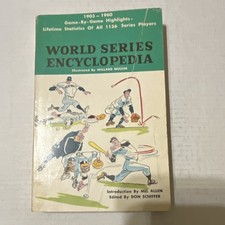 1903 - 1960
Game-By-Game Highlights-
Lifetime Statistics Of All 1126 Series Players
WORLD SERIES
ENCYCLOPEDIA
Illustrated by WILLARD MULLIN
Introduction By MEL ALLEN
Edited By DON SCHIFFER